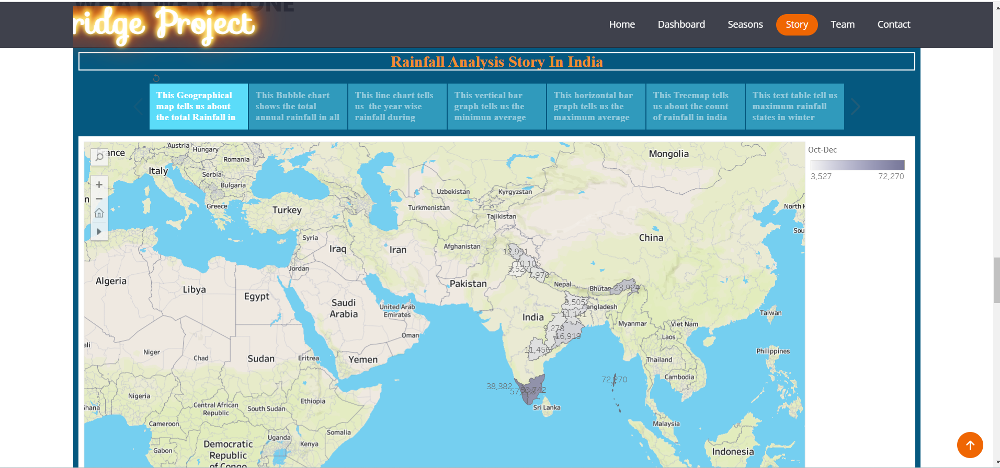 WHAT WE'VE DONE
ridge Project
Home
Dashboard
Seasons
Story
Team
Contact
Rainfall Analysis Story In India
This Geographical
map tells us about
the total Rainfall in
This Bubble chart
shows the total
annual rainfall in all
This line chart tells
us the year wise
rainfall during
This vertical bar
graph tells us the
minimun average
This horizontal bar
graph tells us the
maximum average
This Treemap tells
us about the count
of rainfall in india
This text table tell us
maximum rainfall
states in winter
Oct-Dec
3,527
72,270
ance
Austria
Hungary
Romania
Italy
Serbia
Bulgaria
n
Greece
Turkey
Mongolia
Uzbekistan
Kyrgyzstan
Turkmenistan
Tajikistan
North K
Sou
Syria
Iraq
Iran
Afghanistan
China
12,991
10,105
3,527
7,970
Jordan
Algeria
Libya
Egypt
Pakistan
Nepal
Bhutan
23,924
Saudi
Arabia
United Arab
Emirates
8,505
angladesh
11,141
India
Taiwan
Myanmar
Viet Nam
9,278
16,919
Oman
Laos
ali
Niger
Chad
Sudan
Eritrea
Yemen
11,456
Thailand
Philippines
Cambodia
72,270
38,382
Sri Lanka
Nigeria
Ethiopia
hana
Central African
Republic
South Sudan
Cameroon
Malaysia
Somalia
Uganda
Kenya
Gabon
Democratic
Republic
of Congo
Indonesia